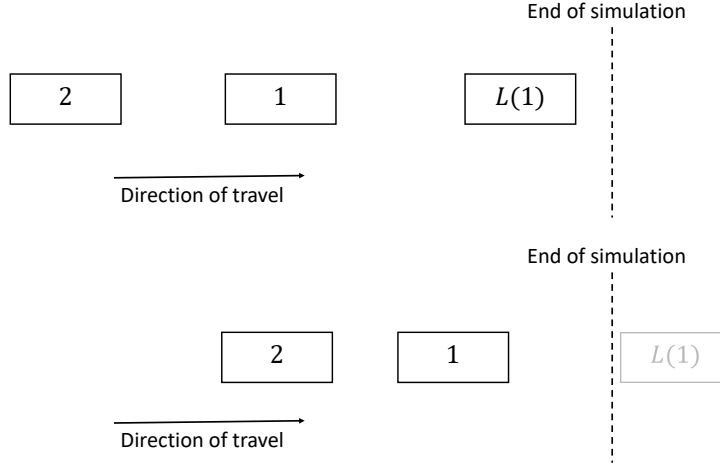 End of simulation
2 1 L(1)
Direction of travel
End of simulation
2 1 L(1)
Direction of travel